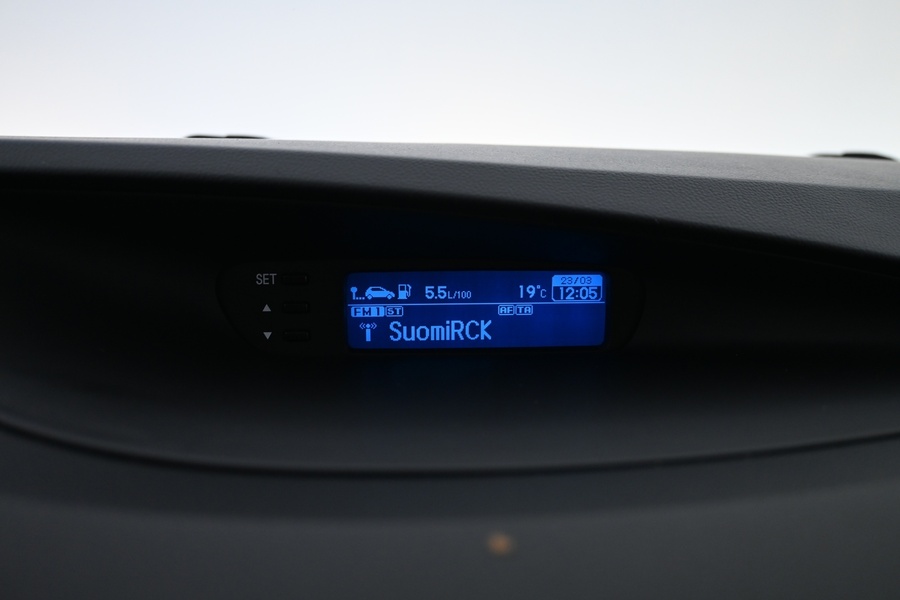 SET
5.5L/100 19°C 23/03 12:05
FM1 ST AF TA
SuomiRCK